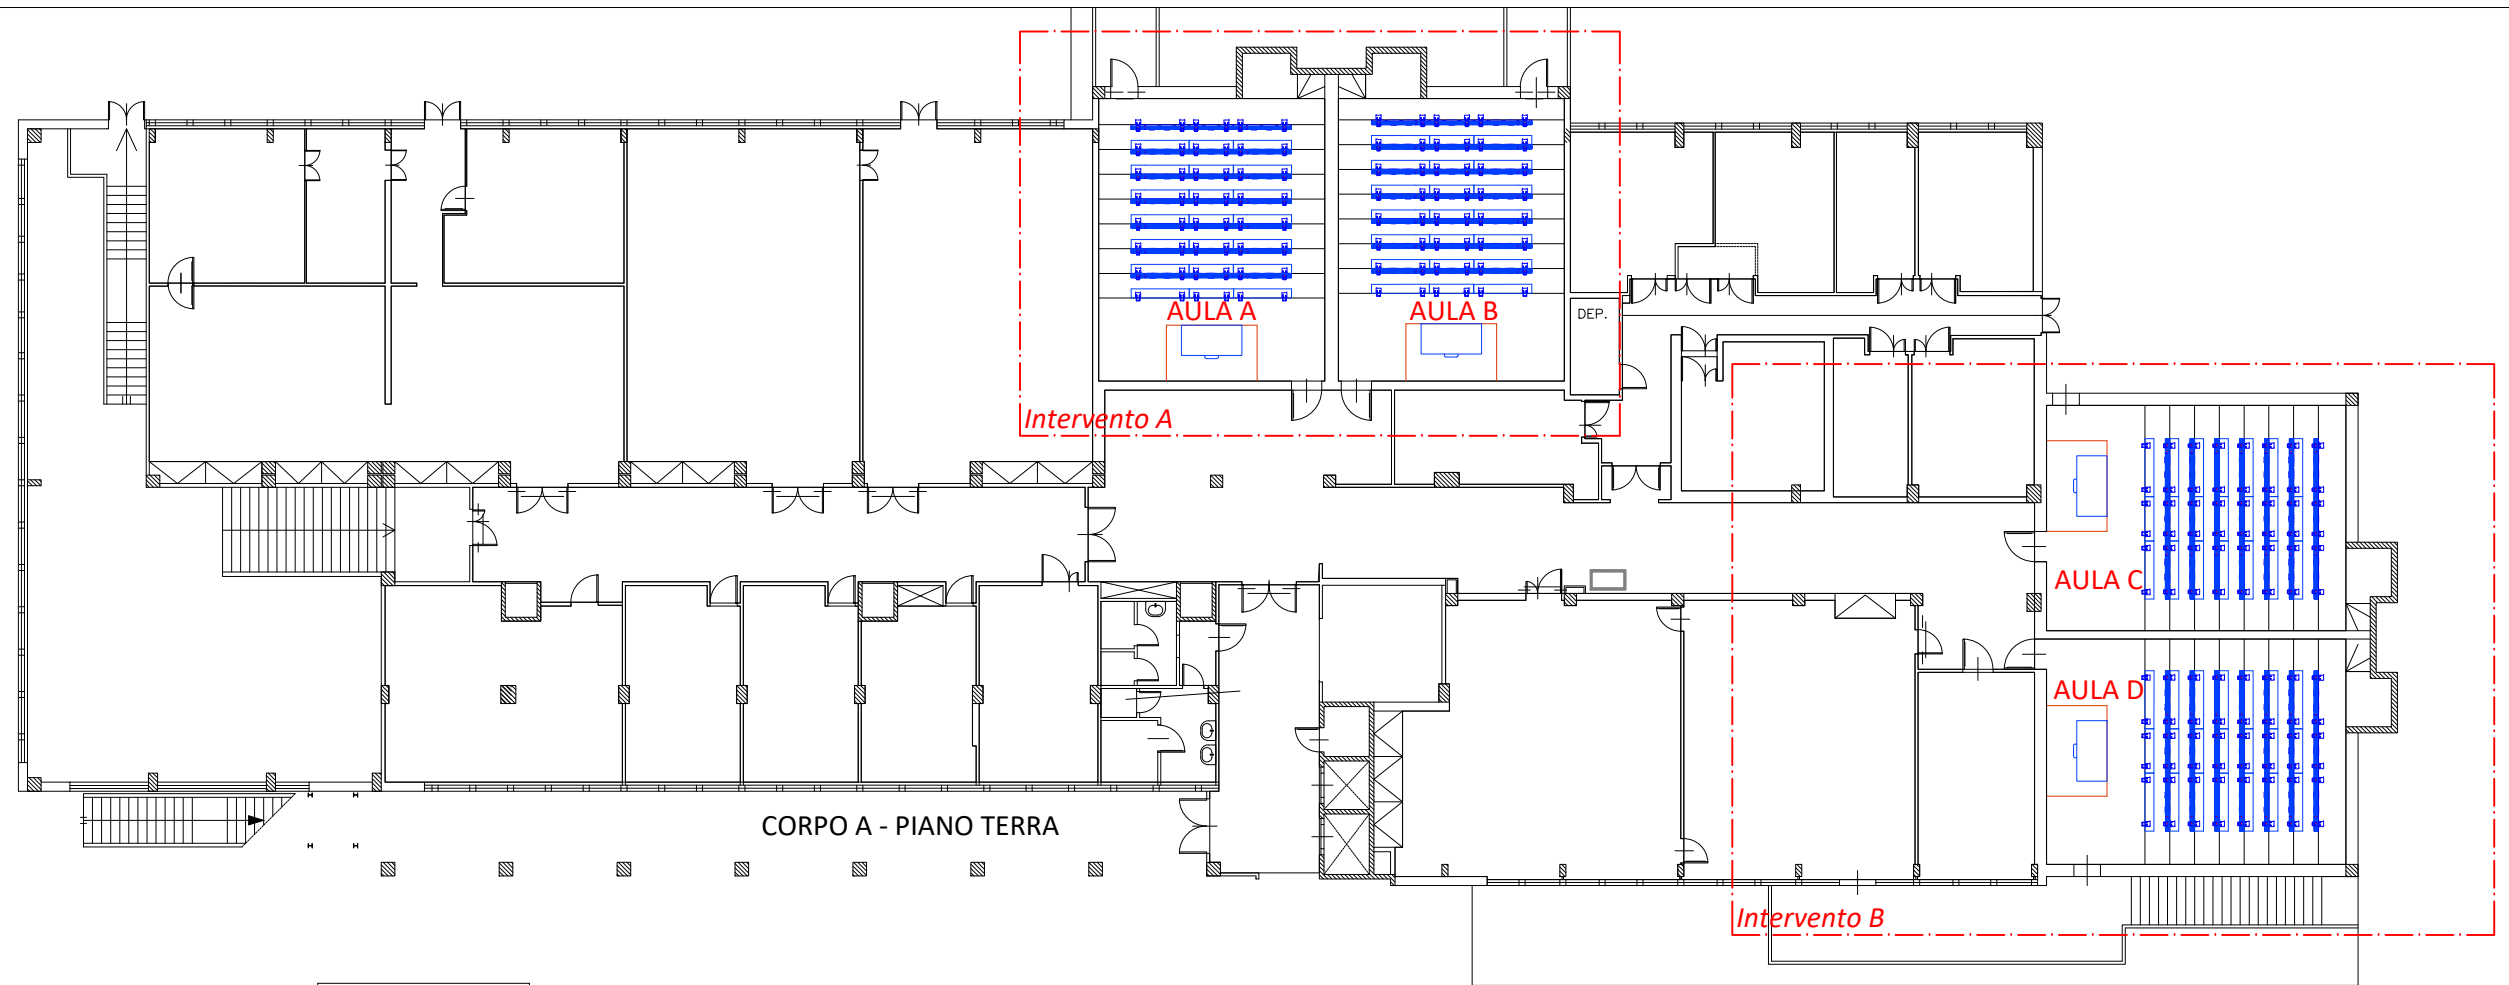 AULA A
AULA B
DEP.
Intervento A
AULA C
AULA D
CORPO A - PIANO TERRA
Intervento B